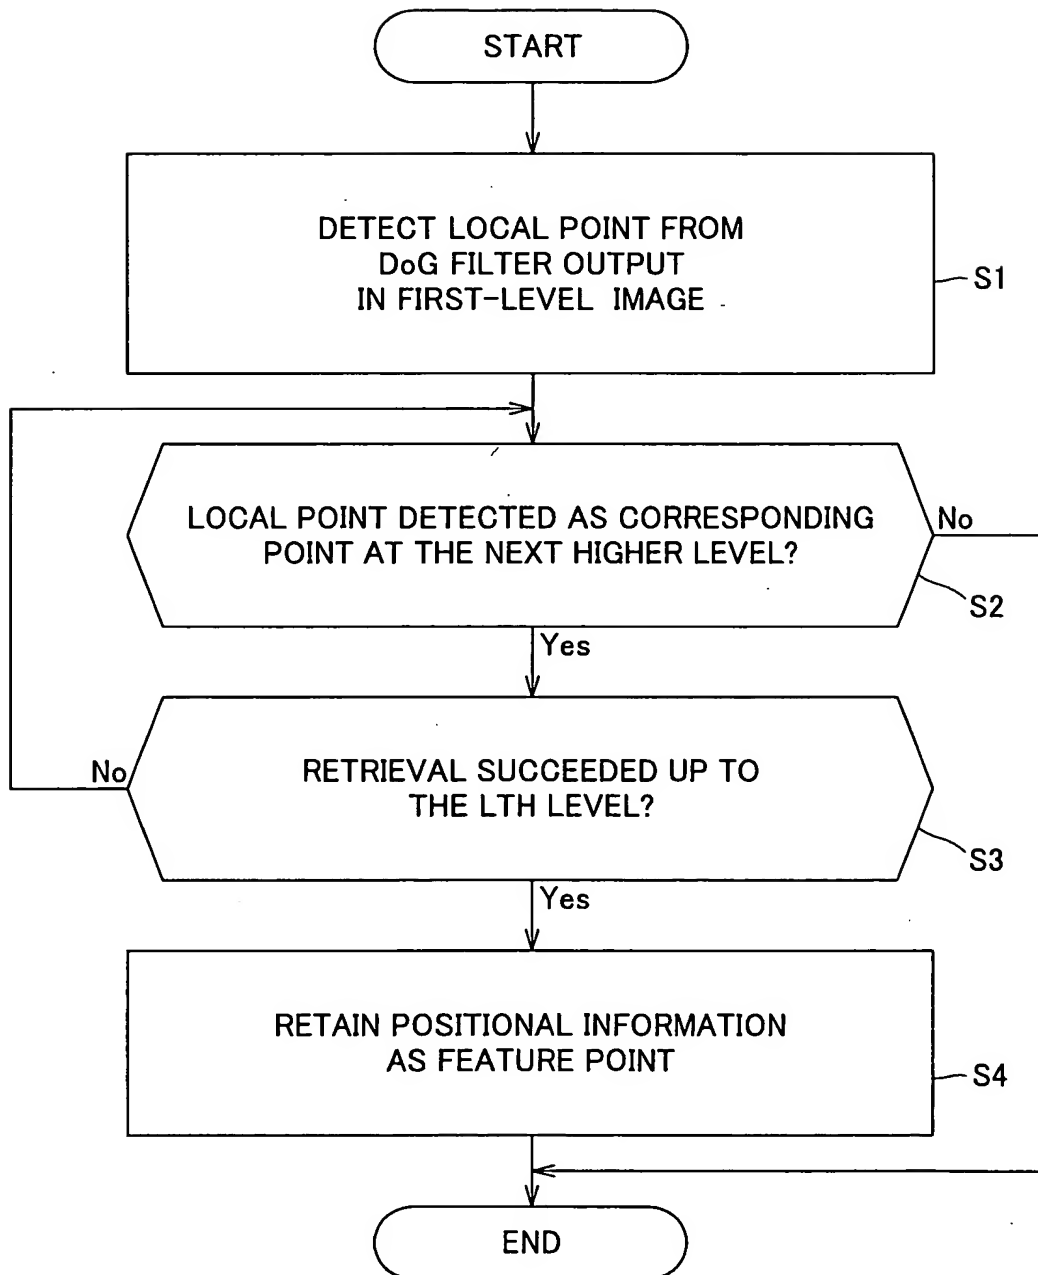 START
DETECT LOCAL POINT FROM
DoG FILTER OUTPUT
IN FIRST-LEVEL IMAGE
S1
LOCAL POINT DETECTED AS CORRESPONDING
POINT AT THE NEXT HIGHER LEVEL?
No
S2
Yes
RETRIEVAL SUCCEEDED UP TO
THE LTH LEVEL?
No
S3
Yes
RETAIN POSITIONAL INFORMATION
AS FEATURE POINT
S4
END